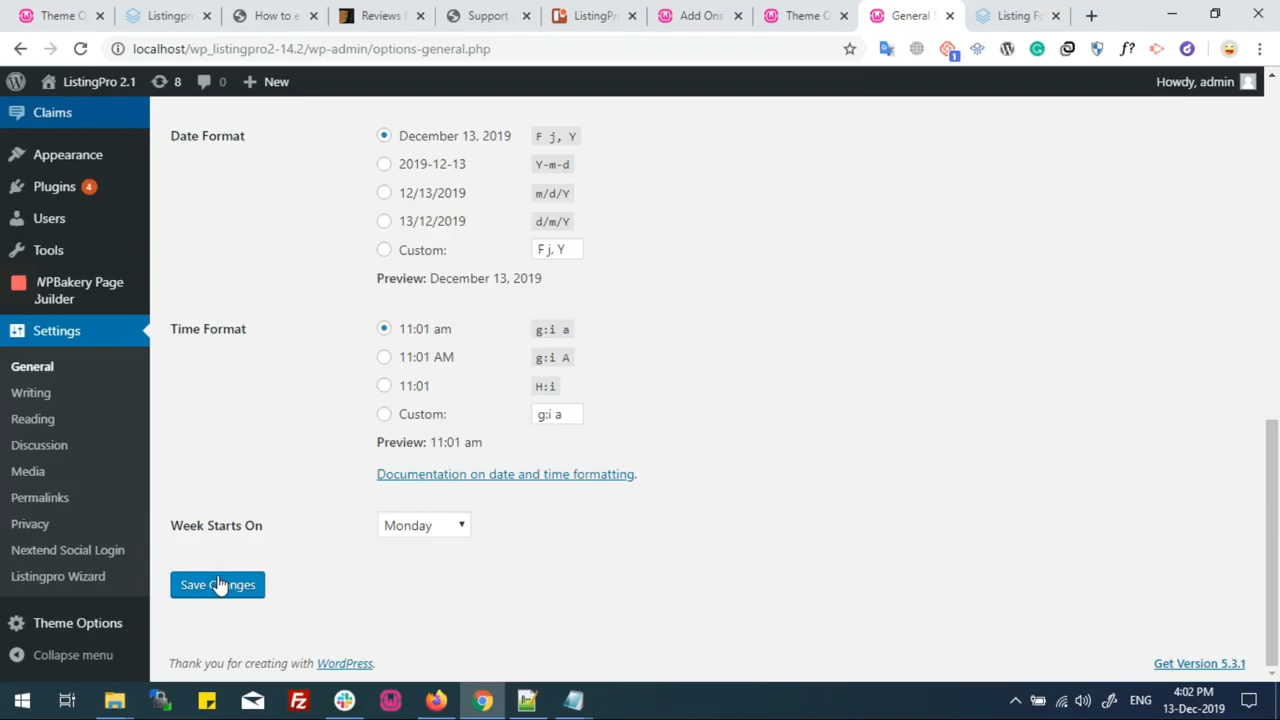 Theme O
Listingpro
How to e
Reviews f
Support -
ListingPr
Add Ons
Theme O
General S
Listing Fo
localhost/wp_listingpro2-14.2/wp-admin/options-general.php
1
f?
ListingPro 2.1
8
0
New
Howdy, admin
Claims
Appearance
Plugins 4
Users
Tools
WPBakery Page
Builder
Settings
General
Writing
Reading
Discussion
Media
Permalinks
Privacy
Nextend Social Login
Listingpro Wizard
Theme Options
Collapse menu
Date Format
December 13, 2019 F j, Y
2019-12-13 Y-m-d
12/13/2019 m/d/Y
13/12/2019 d/m/Y
Custom: F j, Y
Preview: December 13, 2019
Time Format
11:01 am g:i a
11:01 AM g:i A
11:01 H:i
Custom: g:i a
Preview: 11:01 am
Documentation on date and time formatting.
Week Starts On
Monday
Save Changes
Thank you for creating with WordPress.
Get Version 5.3.1
ENG
4:02 PM
13-Dec-2019